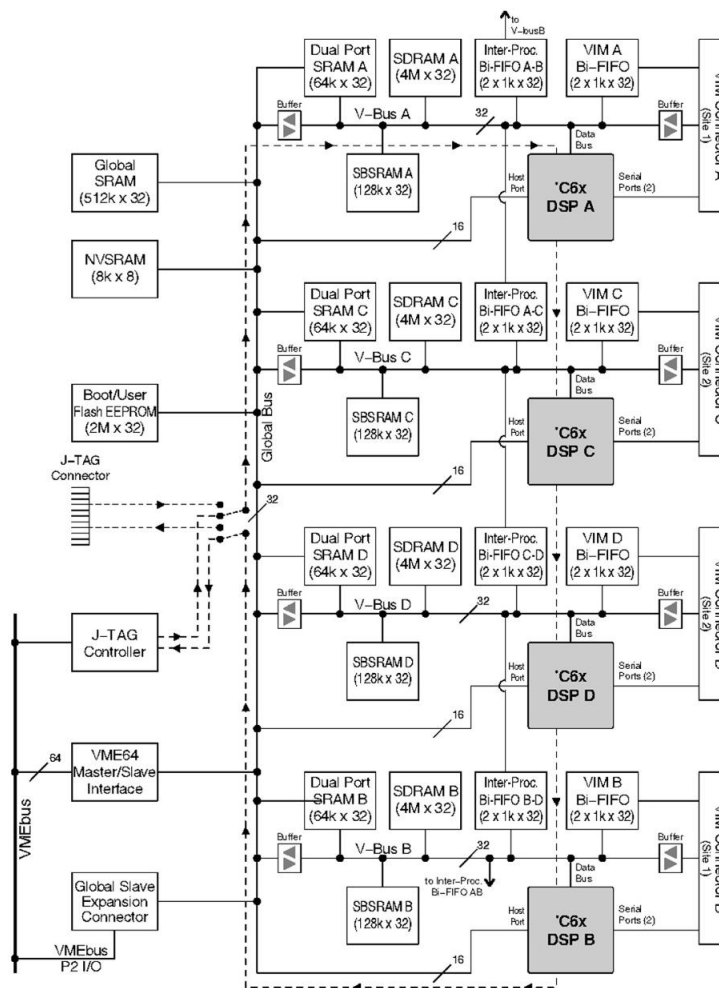 to
V-busB
Dual Port
SRAM A
(64k x 32)
SDRAM A
(4M x 32)
Inter-Proc.
Bi-FIFO A-B
(2 x 1k x 32)
VIM A
Bi-FIFO
(2 x 1k x 32)
VIM Connector A
(Site 1)
Buffer
V-Bus A
32
Data
Bus
Buffer
Global
SRAM
(512k x 32)
SBSRAM A
(128k x 32)
Host
Port
'C6x
DSP A
Serial
Ports (2)
16
NVSRAM
(8k x 8)
Dual Port
SRAM C
(64k x 32)
SDRAM C
(4M x 32)
Inter-Proc.
Bi-FIFO A-C
(2 x 1k x 32)
VIM C
Bi-FIFO
(2 x 1k x 32)
VIM Connector C
(Site 2)
Buffer
V-Bus C
Data
Bus
Buffer
Boot/User
Flash EEPROM
(2M x 32)
Global Bus
SBSRAM C
(128k x 32)
Host
Port
'C6x
DSP C
Serial
Ports (2)
16
J-TAG
Connector
32
Dual Port
SRAM D
(64k x 32)
SDRAM D
(4M x 32)
Inter-Proc.
Bi-FIFO C-D
(2 x 1k x 32)
VIM D
Bi-FIFO
(2 x 1k x 32)
VIM Connector D
(Site 2)
Buffer
V-Bus D
32
Data
Bus
Buffer
J-TAG
Controller
SBSRAM D
(128k x 32)
Host
Port
'C6x
DSP D
Serial
Ports (2)
16
64
VME64
Master/Slave
Interface
VMEbus
Dual Port
SRAM B
(64k x 32)
SDRAM B
(4M x 32)
Inter-Proc.
Bi-FIFO B-D
(2 x 1k x 32)
VIM B
Bi-FIFO
(2 x 1k x 32)
VIM Connector B
(Site 1)
Buffer
V-Bus B
32
to Inter-Proc.
Bi-FIFO AB
Data
Bus
Buffer
Global Slave
Expansion
Connector
VMEbus
P2 I/O
SBSRAM B
(128k x 32)
Host
Port
'C6x
DSP B
Serial
Ports (2)
16